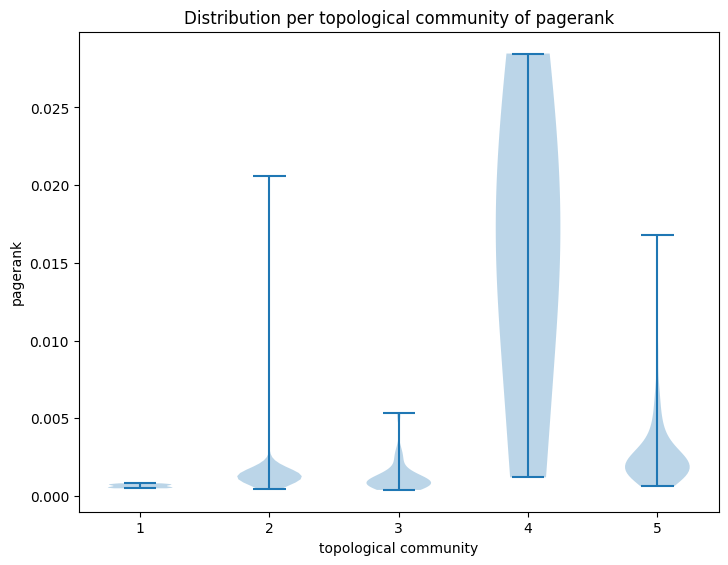 Distribution per topological community of pagerank
0.025
0.020
0.015
0.010
0.005
0.000
pagerank
1 2 3 4 5
topological community